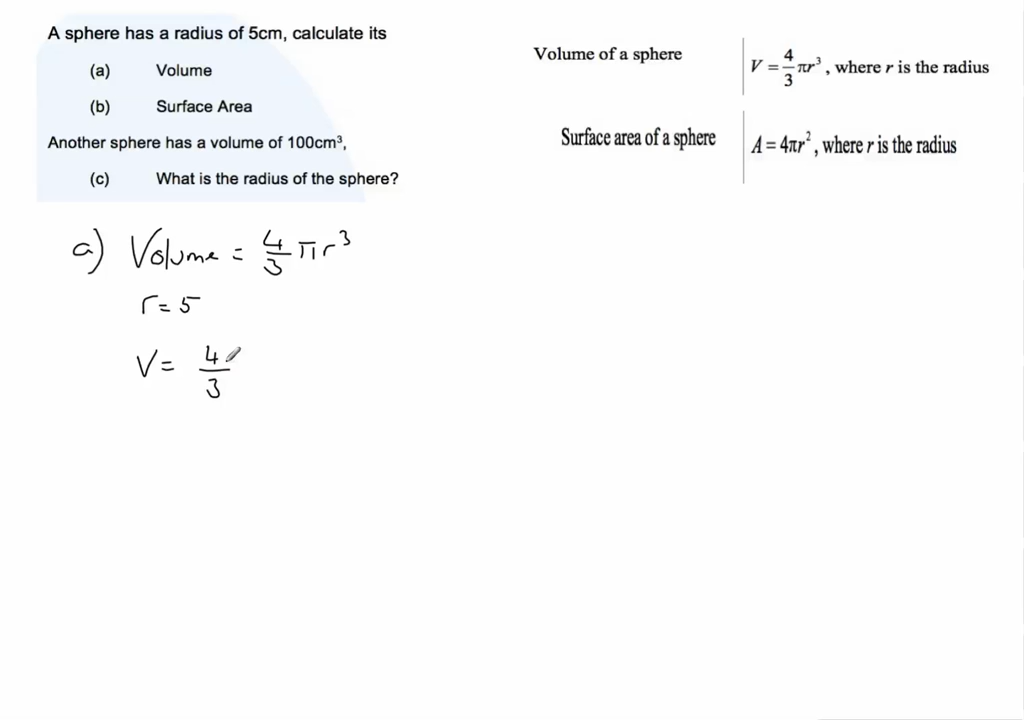 A sphere has a radius of 5cm, calculate its
(a) Volume
(b) Surface Area
Another sphere has a volume of 100cm³,
(c) What is the radius of the sphere?
Volume of a sphere
V = 4/3 πr³, where r is the radius
Surface area of a sphere
A = 4πr², where r is the radius
a) Volume = 4/3 πr³
r = 5
V = 4/3